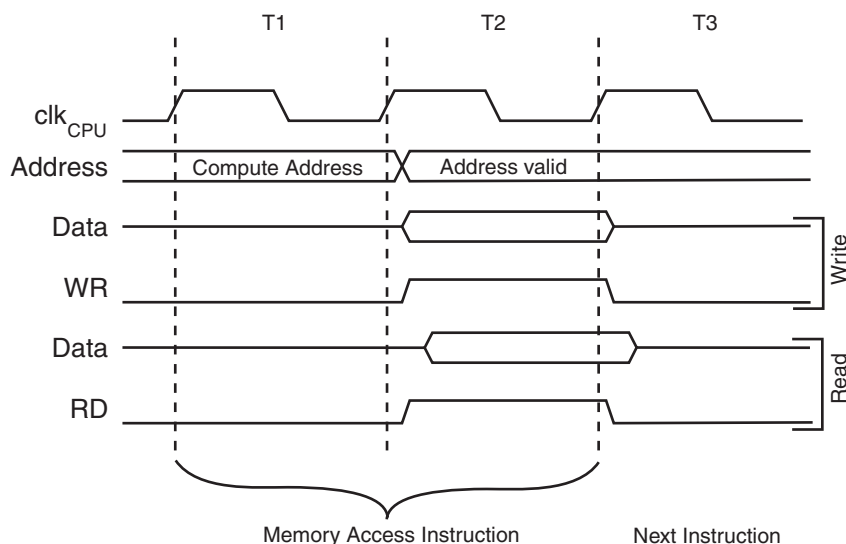 T1 T2 T3
clkCPU
Address Compute Address Address valid
Data
WR
Write
Data
RD
Read
Memory Access Instruction Next Instruction